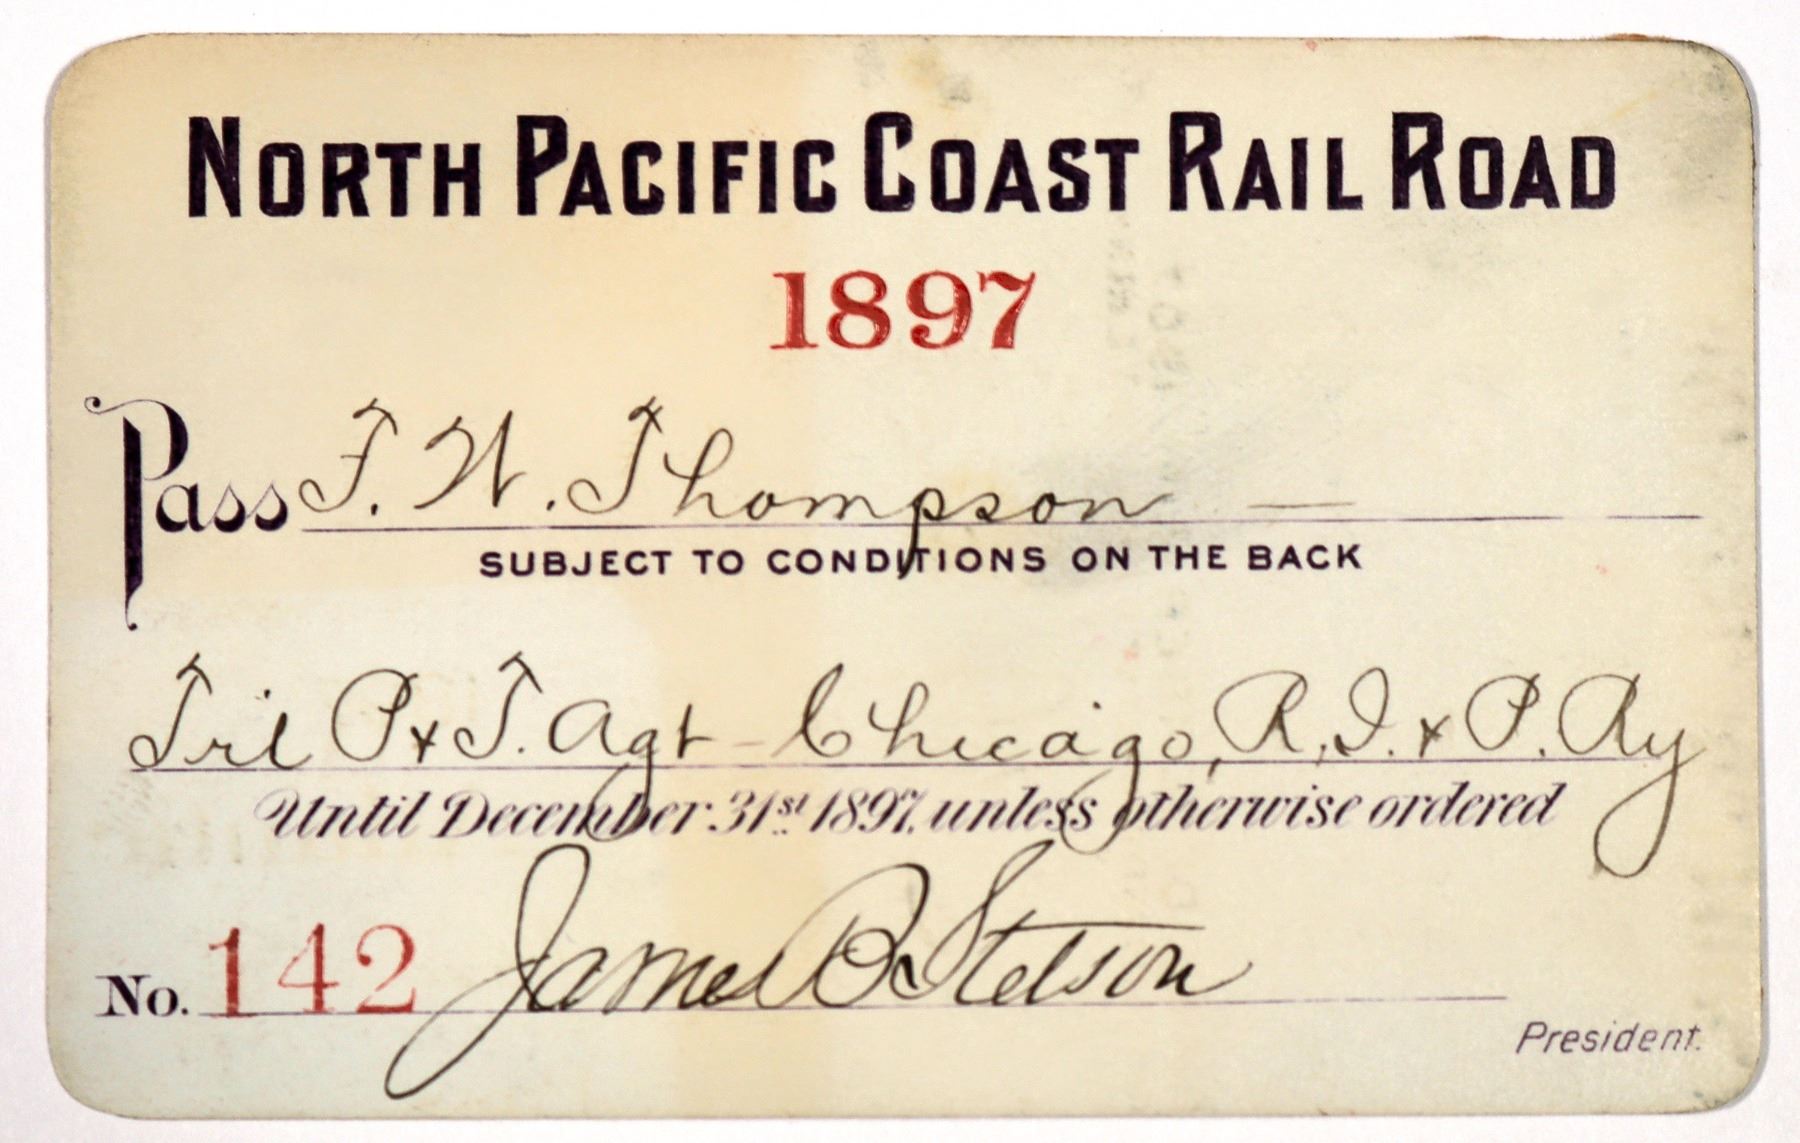 NORTH PACIFIC COAST RAIL ROAD
1897
Pass F. W. Thompson —
SUBJECT TO CONDITIONS ON THE BACK
Trl P & T. Agt - Chicago, R. I. & P. Ry
Until December 31st 1897, unless otherwise ordered
No. 142 James B Stetson
President.